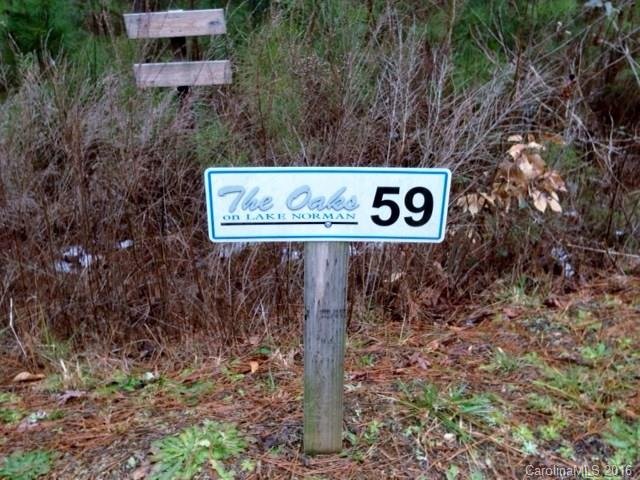 The Oaks 59
on LAKE NORMAN
CarolinaMLS 2016